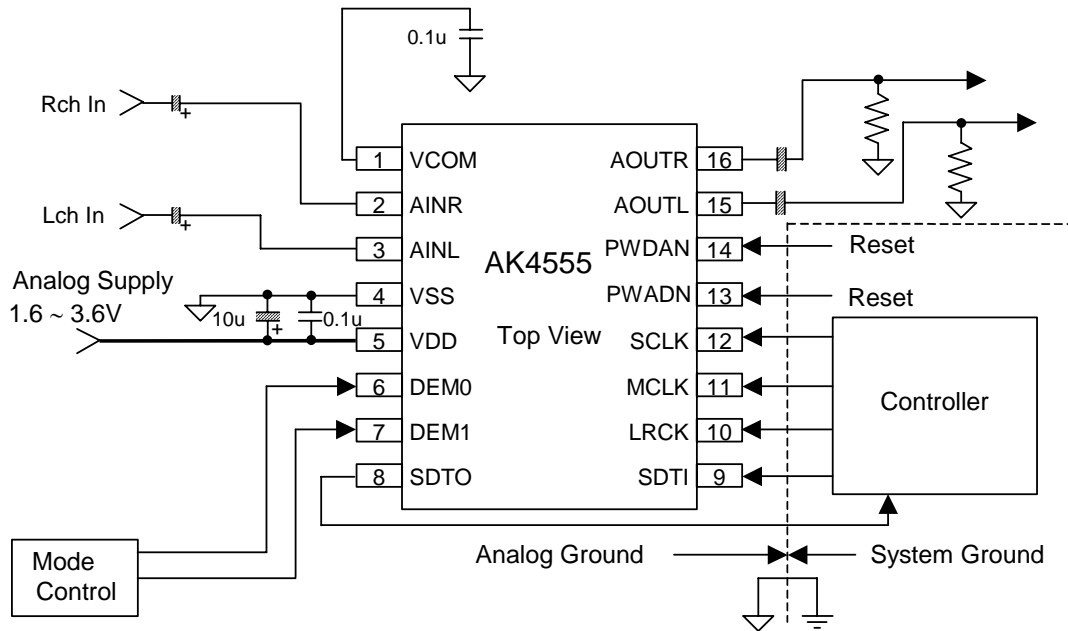 0.1u
Rch In
+
Lch In
+
Analog Supply
1.6 ~ 3.6V
10u
+
0.1u
1 VCOM
2 AINR
3 AINL
4 VSS
5 VDD
6 DEM0
7 DEM1
8 SDTO
AK4555
Top View
AOUTR 16
AOUTL 15
PWDAN 14
PWADN 13
SCLK 12
MCLK 11
LRCK 10
SDTI 9
Reset
Reset
Controller
Mode
Control
Analog Ground
System Ground